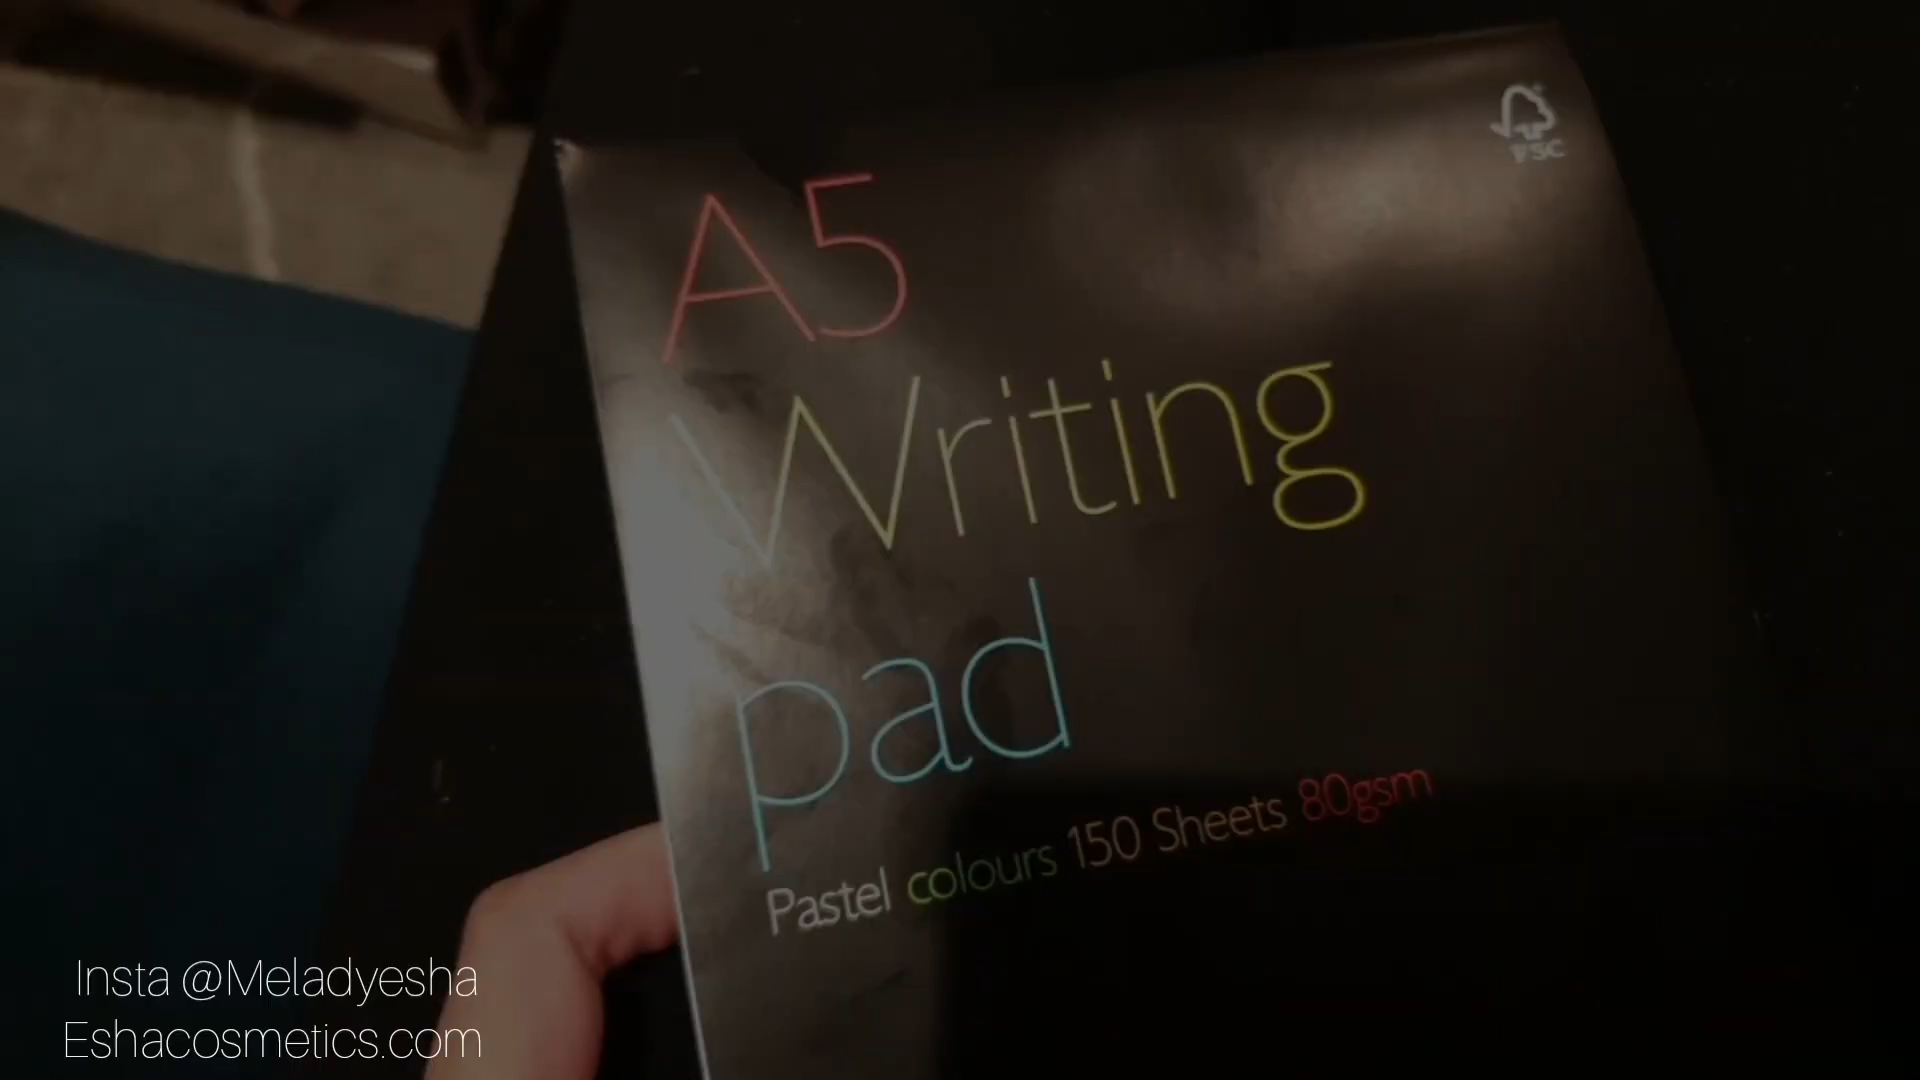 FSC
A5
Writing
pad
Pastel colours 150 Sheets 80gsm
Insta @Meladyesha
Eshacosmetics.com